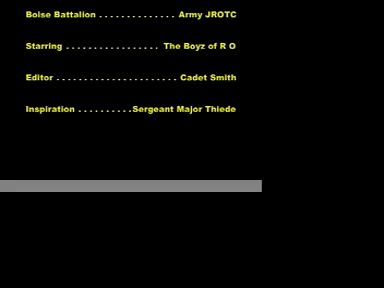 Boise Battalion . . . . . . . . . . . . . . Army JROTC
Starring . . . . . . . . . . . . . . . . . The Boyz of R O
Editor . . . . . . . . . . . . . . . . . . . . . . Cadet Smith
Inspiration . . . . . . . . . .Sergeant Major Thiede